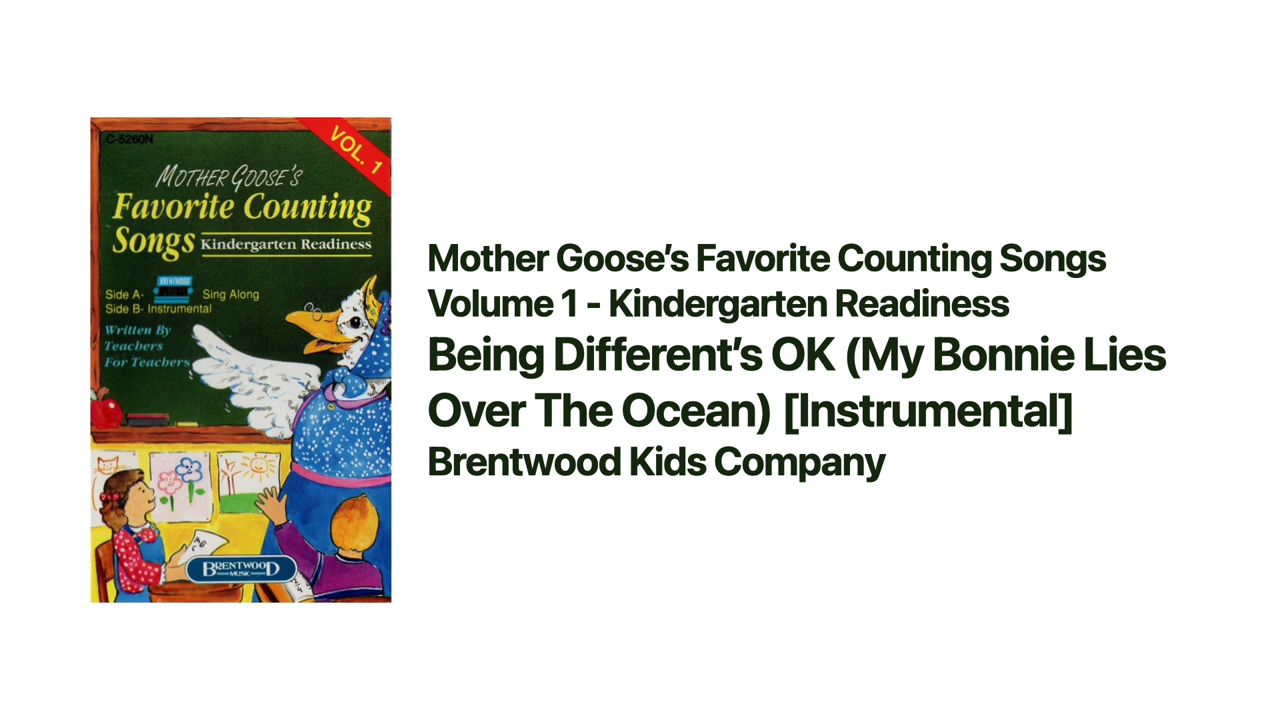 C-5260N
VOL. 1
MOTHER GOOSE'S
Favorite Counting
Songs Kindergarten Readiness
BRENTWOOD
Side A- Sing Along
Side B- Instrumental
Written By
Teachers
For Teachers
BRENTWOOD
MUSIC
Mother Goose’s Favorite Counting Songs
Volume 1 - Kindergarten Readiness
Being Different’s OK (My Bonnie Lies
Over The Ocean) [Instrumental]
Brentwood Kids Company